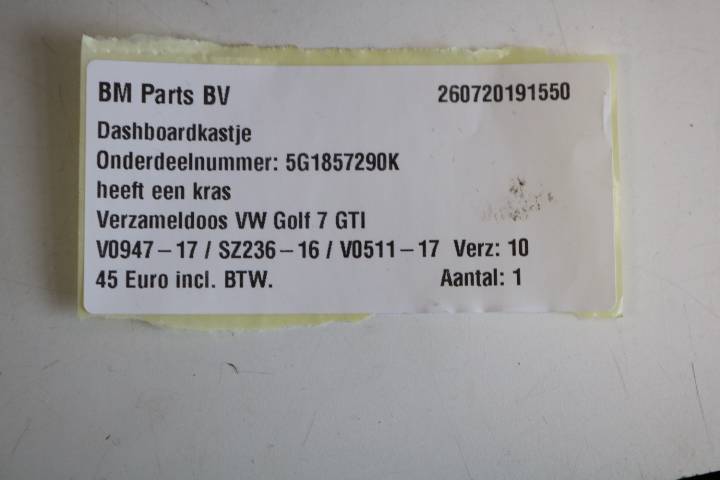 BM Parts BV 260720191550
Dashboardkastje
Onderdeelnummer: 5G1857290K
heeft een kras
Verzameldoos VW Golf 7 GTI
V0947-17 / SZ236-16 / V0511-17 Verz: 10
45 Euro incl. BTW. Aantal: 1